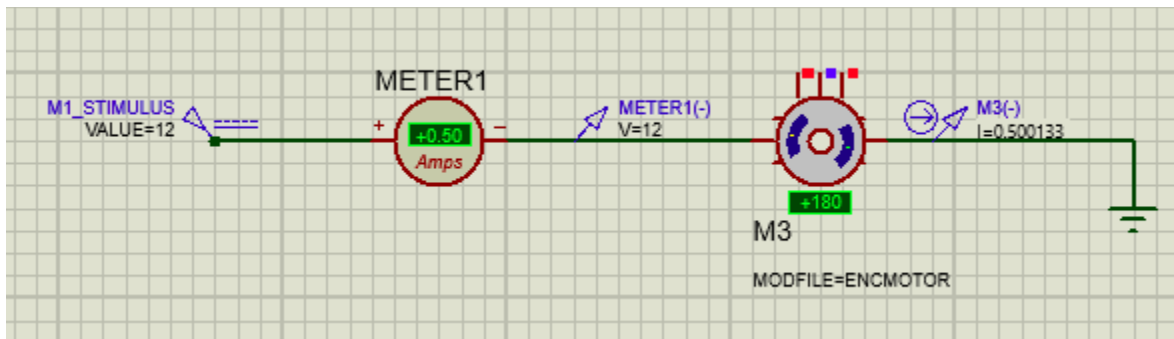 METER1
M1_STIMULUS
VALUE=12
+
+0.50
Amps
−
METER1(-)
V=12
M3(-)
I=0.500133
+180
M3
MODFILE=ENCMOTOR